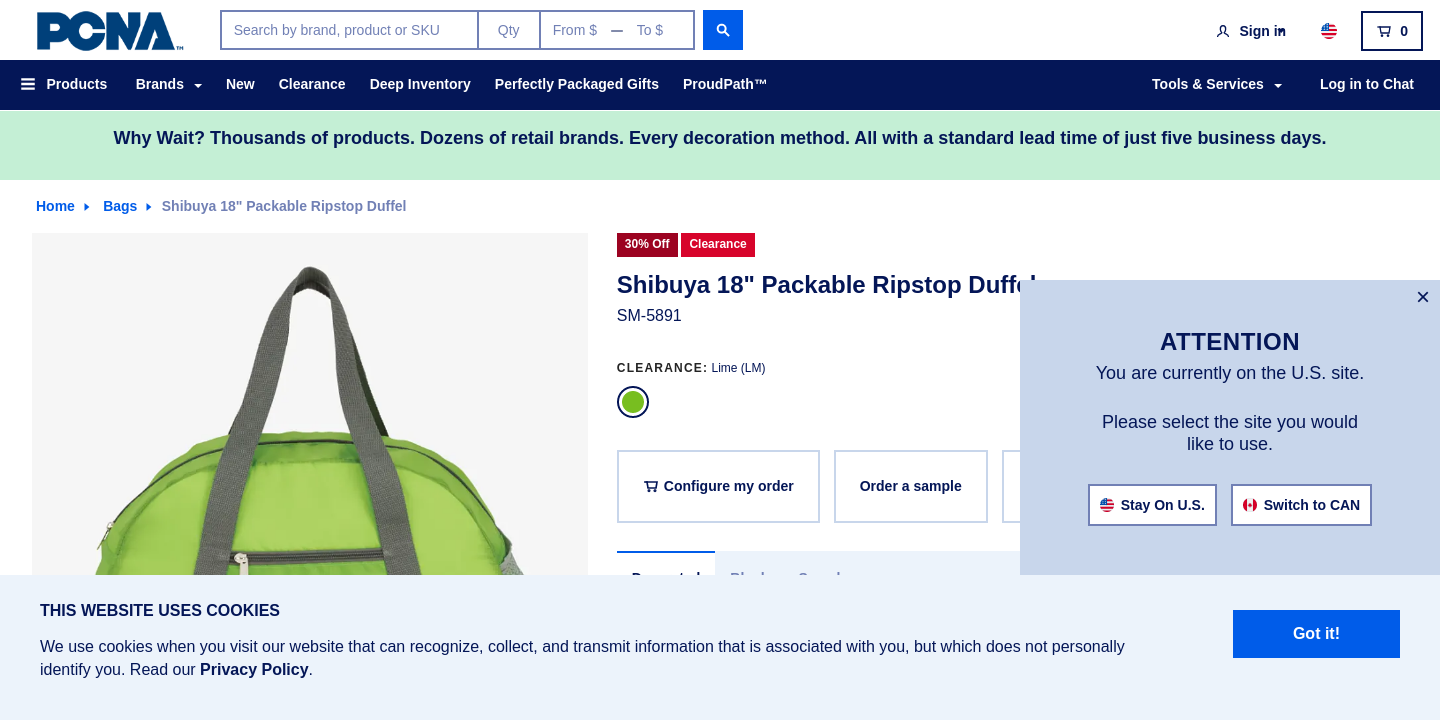 PCNA™
Search by brand, product or SKU
Qty
From $ — To $
Sign in
0
Products
Brands
New
Clearance
Deep Inventory
Perfectly Packaged Gifts
ProudPath™
Tools & Services
Log in to Chat
Why Wait? Thousands of products. Dozens of retail brands. Every decoration method. All with a standard lead time of just five business days.
Home
Bags
Shibuya 18" Packable Ripstop Duffel
30% Off
Clearance
Shibuya 18" Packable Ripstop Duffel
SM-5891
CLEARANCE: Lime (LM)
Configure my order
Order a sample
ATTENTION
You are currently on the U.S. site.
Please select the site you would
like to use.
Stay On U.S.
Switch to CAN
THIS WEBSITE USES COOKIES
We use cookies when you visit our website that can recognize, collect, and transmit information that is associated with you, but which does not personally
identify you. Read our Privacy Policy.
Got it!